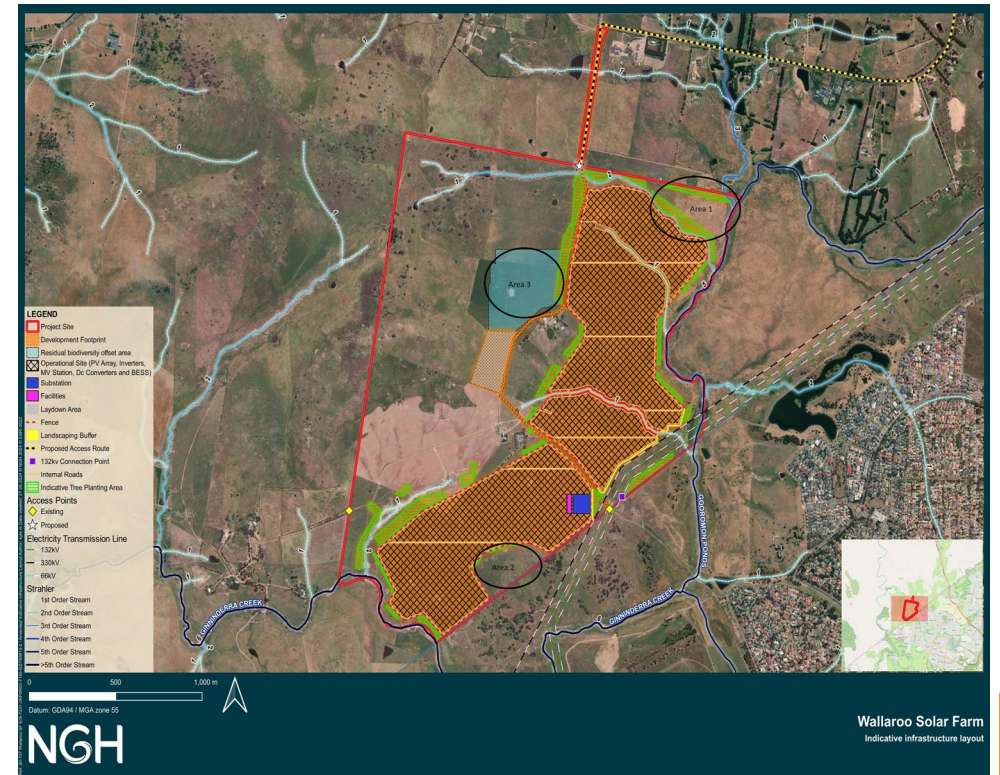 Area 1
Area 3
LEGEND
Project Site
Development Footprint
Residual biodiversity offset area
Operational Site (PV Array, Inverters,
MV Station, Dc Converters and BESS)
Substation
Facilities
Laydown Area
Fence
Landscaping Buffer
Proposed Access Route
132kv Connection Point
Internal Roads
Indicative Tree Planting Area
Access Points
Existing
Proposed
Electricity Transmission Line
132kV
330kV
66kV
Strahler
1st Order Stream
2nd Order Stream
3rd Order Stream
4th Order Stream
5th Order Stream
>5th Order Stream
GOOROMON PONDS
Area 2
GINNINDERRA CREEK
GINNINDERRA CREEK
0 500 1,000 m
Datum: GDA94 / MGA zone 55
NGH
Wallaroo Solar Farm
Indicative infrastructure layout